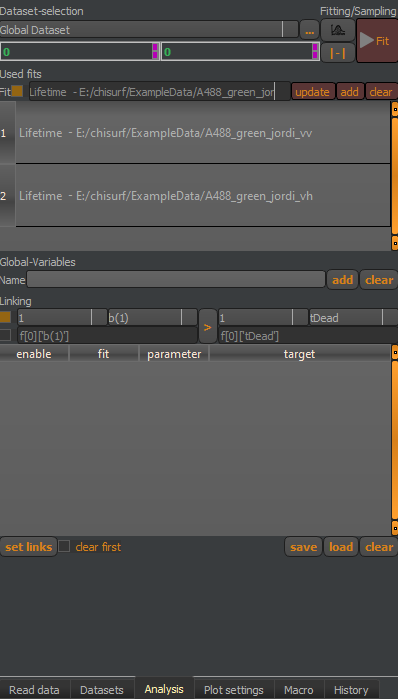 Dataset-selection Fitting/Sampling
Global Dataset ... Fit
0 0 |-|
Used fits
Fit Lifetime - E:/chisurf/ExampleData/A488_green_jor update add clear
1 Lifetime - E:/chisurf/ExampleData/A488_green_jordi_vv
2 Lifetime - E:/chisurf/ExampleData/A488_green_jordi_vh
Global-Variables
Name add clear
Linking
1 b(1) > 1 tDead
f[0]['b(1)'] f[0]['tDead']
enable fit parameter target
set links clear first save load clear
Read data Datasets Analysis Plot settings Macro History